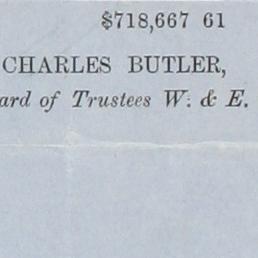 $718,667 61
CHARLES BUTLER,
ard of Trustees W. & E.